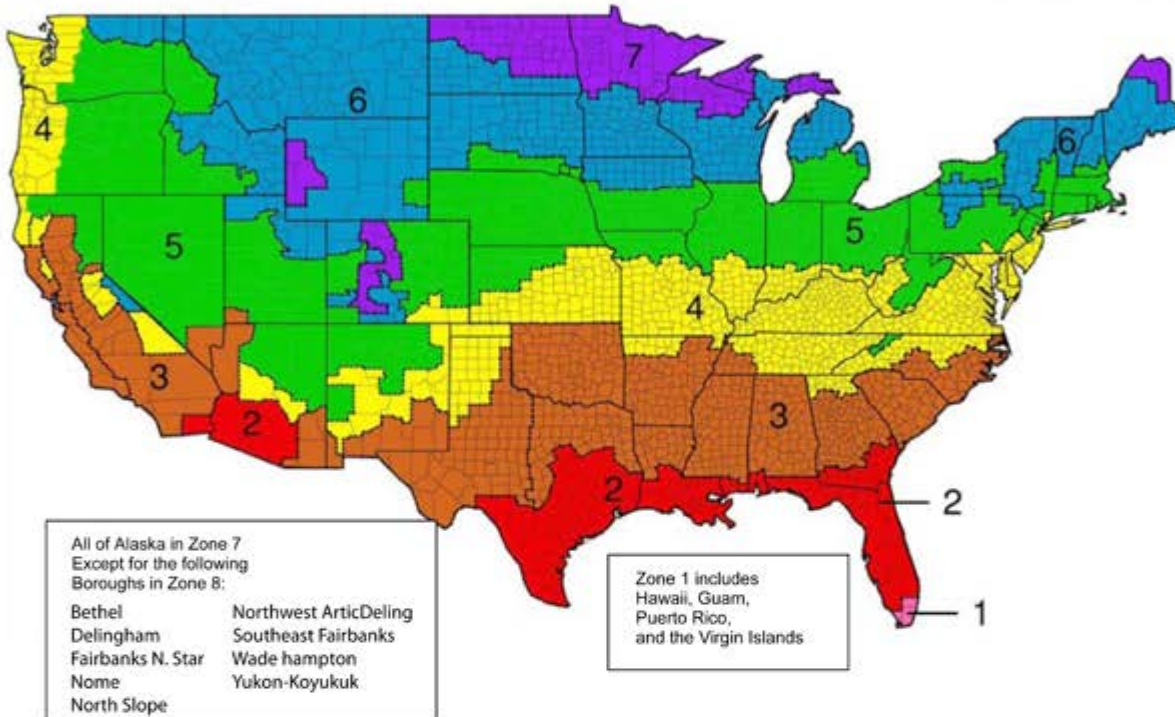 7
6
4
6
5
5
4
3
3
2
2
2
1
All of Alaska in Zone 7
Except for the following
Boroughs in Zone 8:
Bethel Northwest ArticDeling
Delingham Southeast Fairbanks
Fairbanks N. Star Wade hampton
Nome Yukon-Koyukuk
North Slope
Zone 1 includes
Hawaii, Guam,
Puerto Rico,
and the Virgin Islands